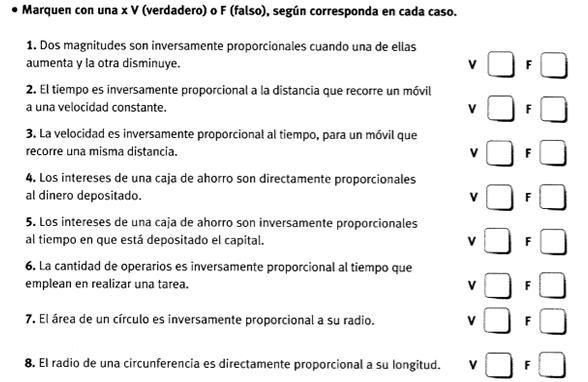 • Marquen con una x V (verdadero) o F (falso), según corresponda en cada caso.
1. Dos magnitudes son inversamente proporcionales cuando una de ellas
aumenta y la otra disminuye. V F
2. El tiempo es inversamente proporcional a la distancia que recorre un móvil
a una velocidad constante. V F
3. La velocidad es inversamente proporcional al tiempo, para un móvil que
recorre una misma distancia. V F
4. Los intereses de una caja de ahorro son directamente proporcionales
al dinero depositado. V F
5. Los intereses de una caja de ahorro son inversamente proporcionales
al tiempo en que está depositado el capital. V F
6. La cantidad de operarios es inversamente proporcional al tiempo que
emplean en realizar una tarea. V F
7. El área de un círculo es inversamente proporcional a su radio. V F
8. El radio de una circunferencia es directamente proporcional a su longitud. V F